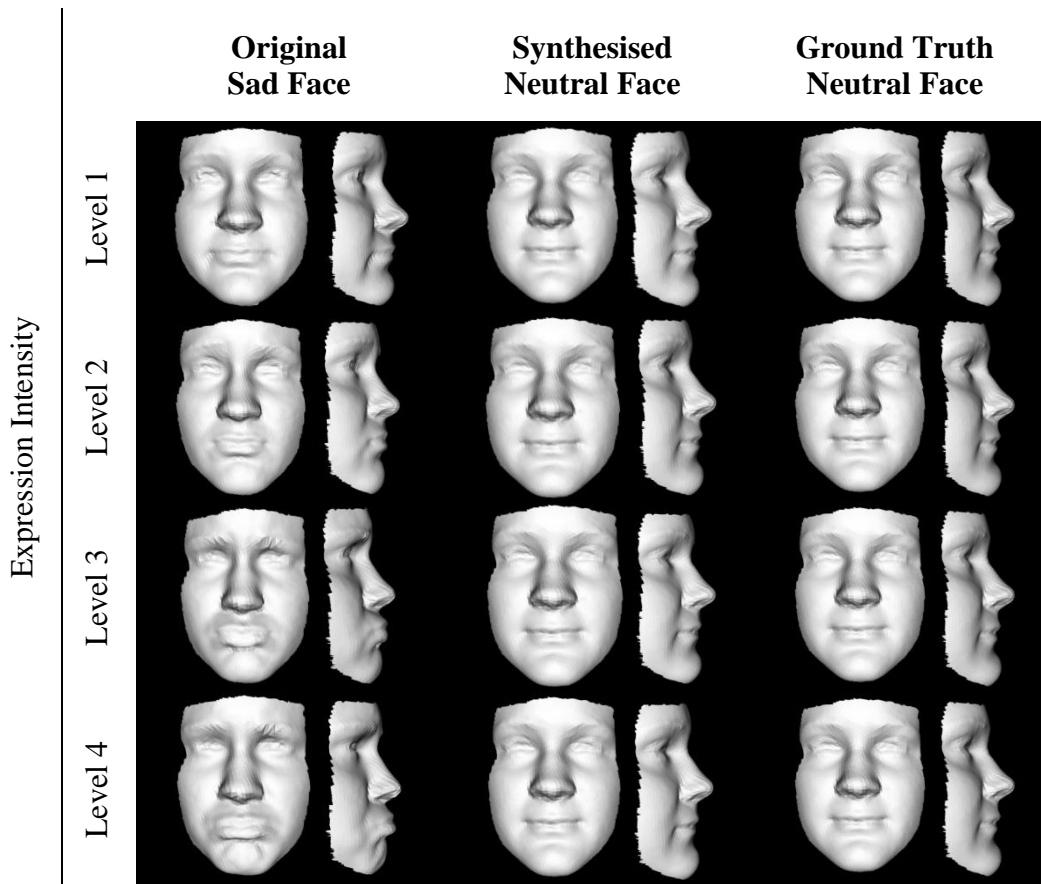 Original
Sad Face
Synthesised
Neutral Face
Ground Truth
Neutral Face
Expression Intensity
Level 1
Level 2
Level 3
Level 4